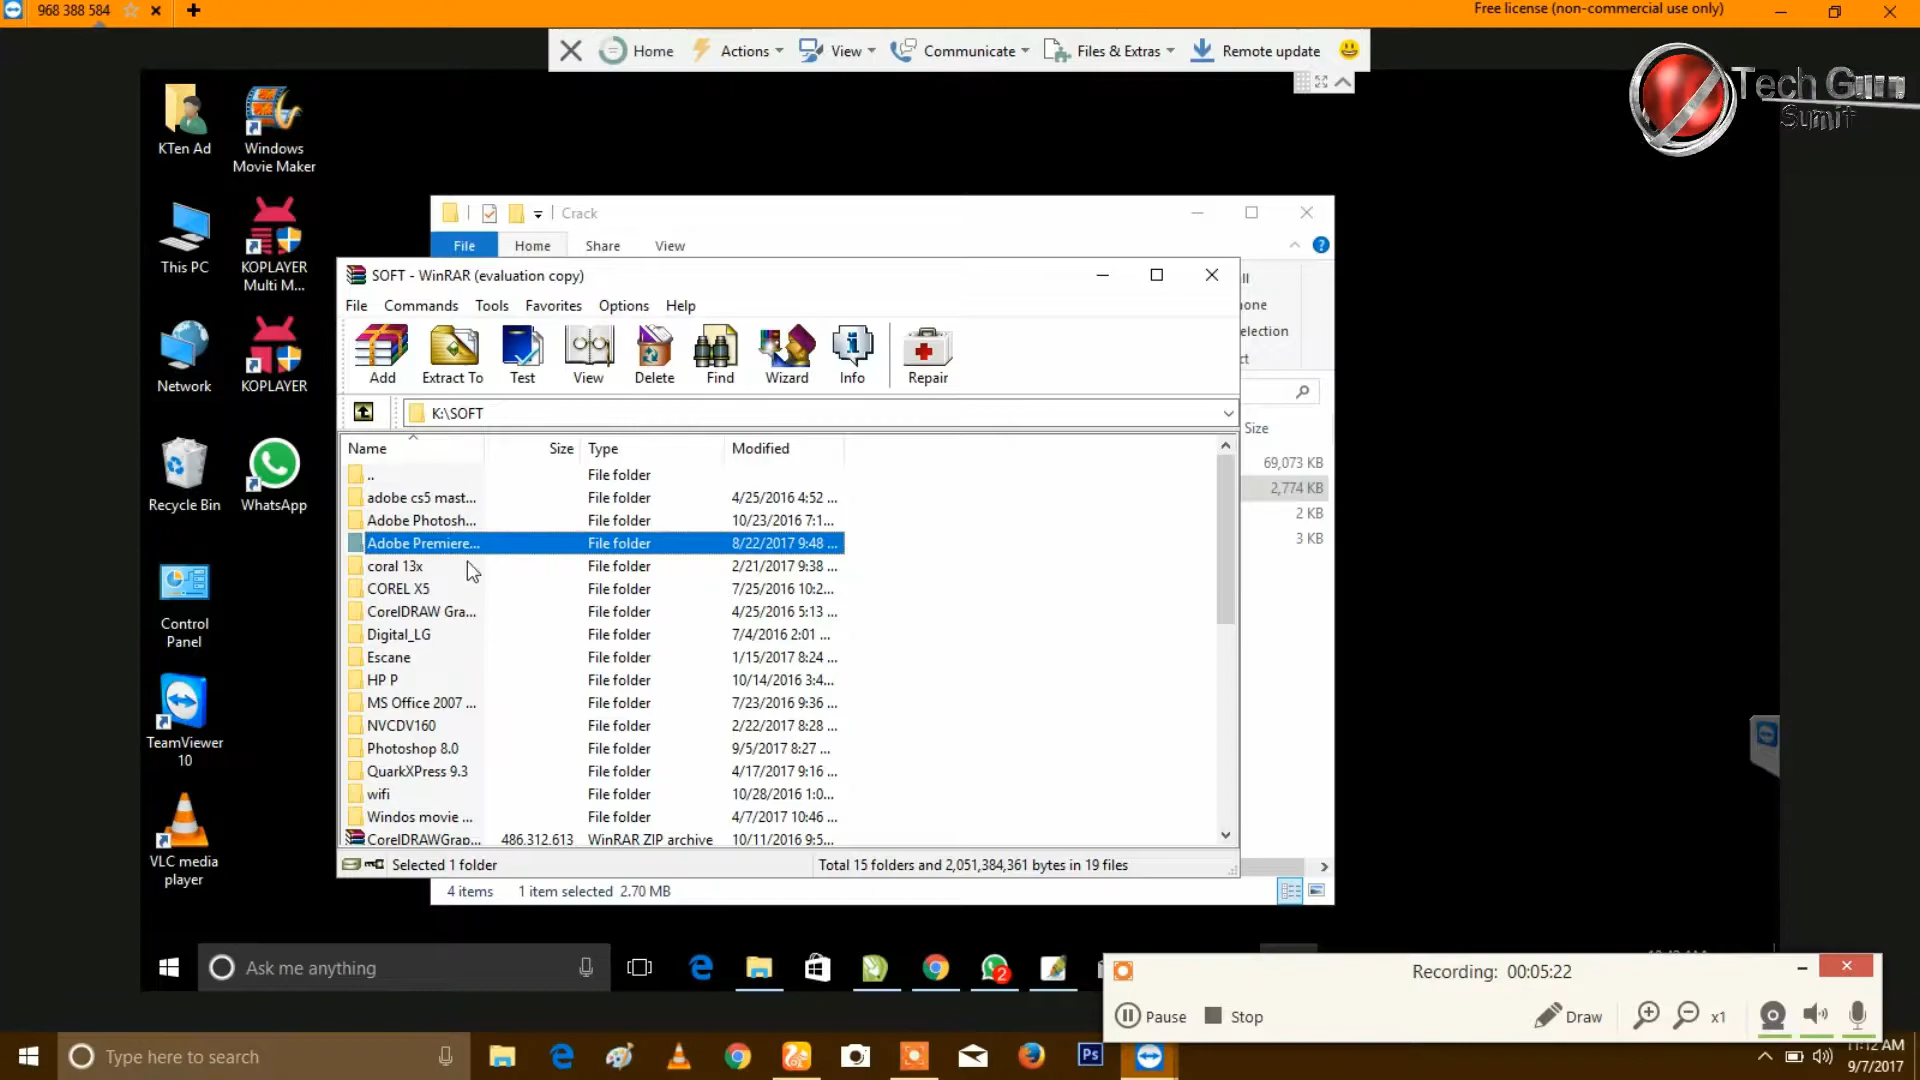 968 388 584
Free license (non-commercial use only)
Home Actions View Communicate Files & Extras Remote update
Tech Guru
Sumit
KTen Ad
Windows
Movie Maker
This PC
KOPLAYER
Multi M...
Network
KOPLAYER
Recycle Bin
WhatsApp
Control
Panel
TeamViewer
10
VLC media
player
Crack
File Home Share View
SOFT - WinRAR (evaluation copy)
File Commands Tools Favorites Options Help
Add Extract To Test View Delete Find Wizard Info Repair
K:\SOFT
Name Size Type Modified
.. File folder
adobe cs5 mast... File folder 4/25/2016 4:52 ...
Adobe Photosh... File folder 10/23/2016 7:1...
Adobe Premiere... File folder 8/22/2017 9:48 ...
coral 13x File folder 2/21/2017 9:38 ...
COREL X5 File folder 7/25/2016 10:2...
CorelDRAW Gra... File folder 4/25/2016 5:13 ...
Digital_LG File folder 7/4/2016 2:01 ...
Escane File folder 1/15/2017 8:24 ...
HP P File folder 10/14/2016 3:4...
MS Office 2007 ... File folder 7/23/2016 9:36 ...
NVCDV160 File folder 2/22/2017 8:28 ...
Photoshop 8.0 File folder 9/5/2017 8:27 ...
QuarkXPress 9.3 File folder 4/17/2017 9:16 ...
wifi File folder 10/28/2016 1:0...
Windos movie ... File folder 4/7/2017 10:46 ...
CorelDRAWGrap... 486.312.613 WinRAR ZIP archive 10/11/2016 9:5...
Selected 1 folder Total 15 folders and 2,051,384,361 bytes in 19 files
Size
69,073 KB
2,774 KB
2 KB
3 KB
4 items 1 item selected 2.70 MB
Ask me anything
2
Recording: 00:05:22
Pause Stop Draw x1
Type here to search
Ps
11:12 AM
9/7/2017